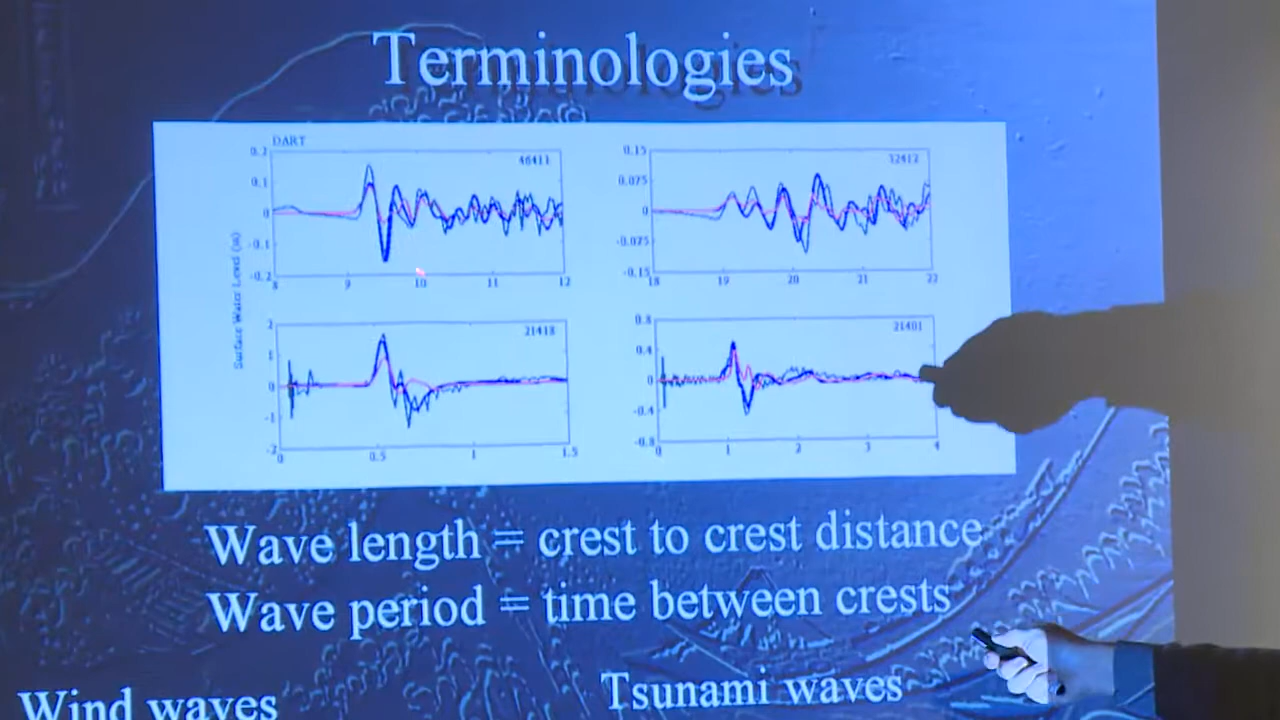 Terminologies
DART
46411
0.2
0.1
0
-0.1
-0.2
8 9 10 11 12
32412
0.15
0.075
0
-0.075
-0.15
18 19 20 21 22
Surface Water Level (m)
21418
2
1
0
-1
-2
0 0.5 1 1.5
21401
0.8
0.4
0
-0.4
-0.8
0 1 2 3 4
Wave length = crest to crest distance
Wave period = time between crests
Wind waves
Tsunami waves